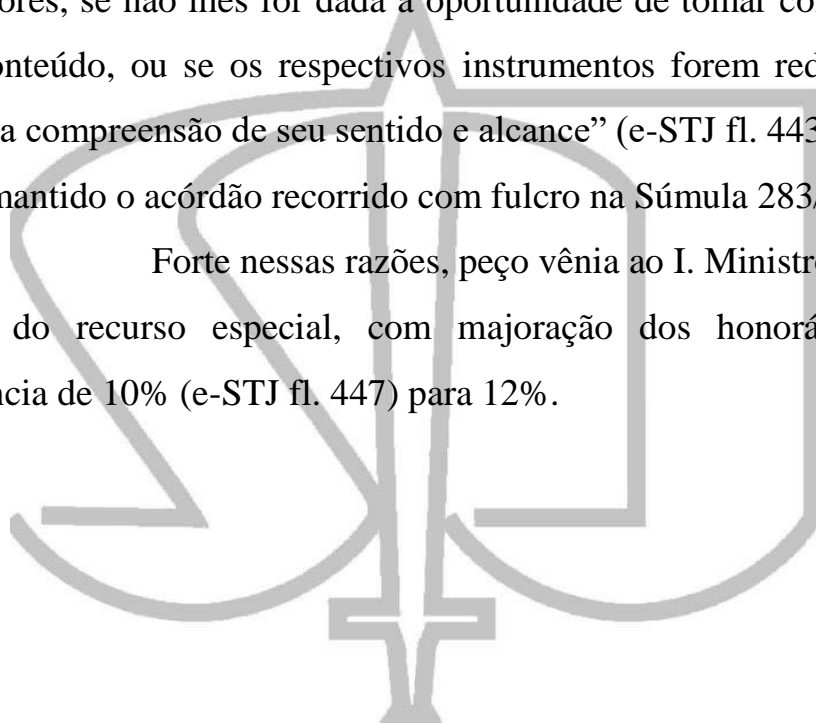 ores, se não lhes for dada a oportunidade de tomar co
onteúdo, ou se os respectivos instrumentos forem red
a compreensão de seu sentido e alcance” (e-STJ fl. 443
mantido o acórdão recorrido com fulcro na Súmula 283/
Forte nessas razões, peço vênia ao I. Ministro
do recurso especial, com majoração dos honorá
ncia de 10% (e-STJ fl. 447) para 12%.